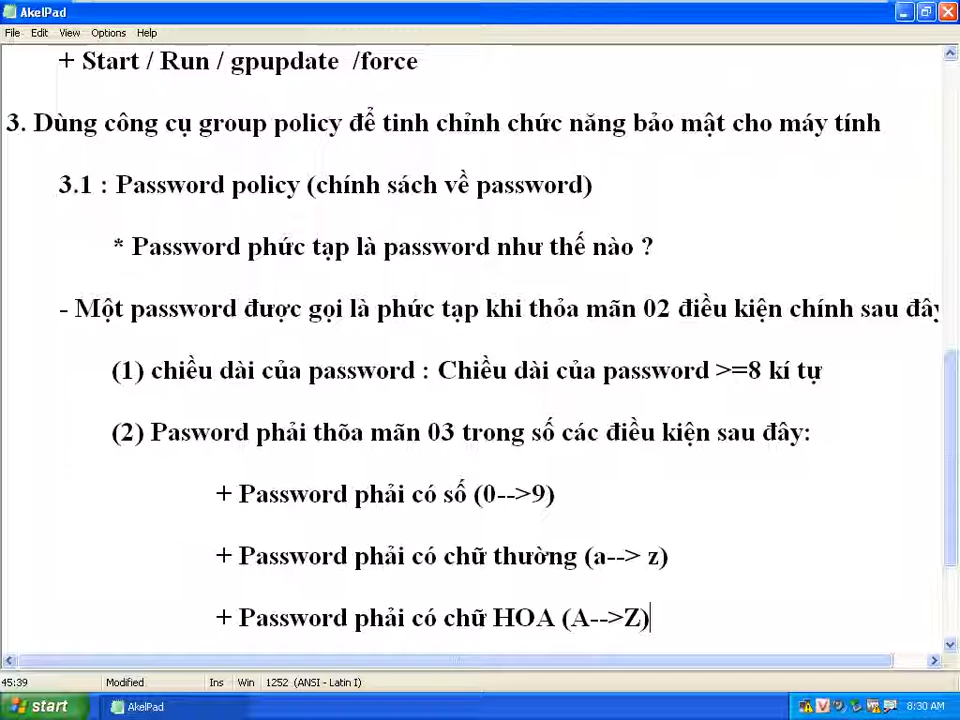 AkelPad
File Edit View Options Help
+ Start / Run / gpupdate /force
3. Dùng công cụ group policy để tinh chỉnh chức năng bảo mật cho máy tính
3.1 : Password policy (chính sách về password)
* Password phức tạp là password như thế nào ?
- Một password được gọi là phức tạp khi thỏa mãn 02 điều kiện chính sau đây
(1) chiều dài của password : Chiều dài của password >=8 kí tự
(2) Pasword phải thõa mãn 03 trong số các điều kiện sau đây:
+ Password phải có số (0-->9)
+ Password phải có chữ thường (a--> z)
+ Password phải có chữ HOA (A-->Z)
45:39 Modified Ins Win 1252 (ANSI - Latin I)
start AkelPad 8:30 AM